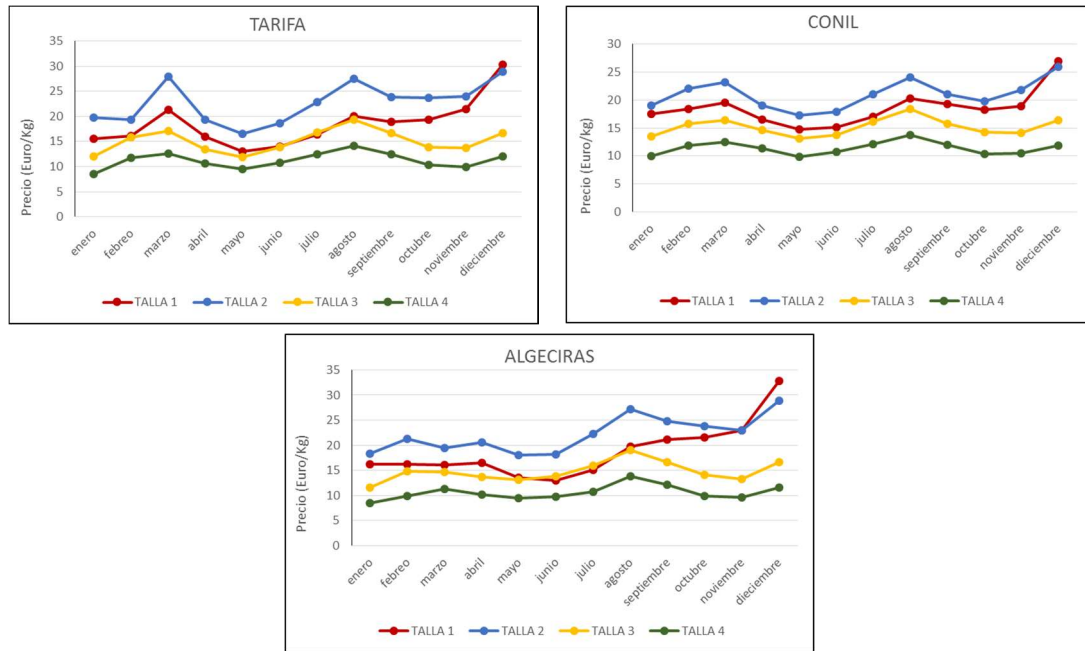 TARIFA
Precio (Euro/Kg)
35
30
25
20
15
10
5
0
enero
febreo
marzo
abril
mayo
junio
julio
agosto
septiembre
octubre
noviembre
dieciembre
TALLA 1 TALLA 2 TALLA 3 TALLA 4
CONIL
Precio (Euro/Kg)
30
25
20
15
10
5
0
enero
febreo
marzo
abril
mayo
junio
julio
agosto
septiembre
octubre
noviembre
dieciembre
TALLA 1 TALLA 2 TALLA 3 TALLA 4
ALGECIRAS
Precio (Euro/Kg)
35
30
25
20
15
10
5
0
enero
febreo
marzo
abril
mayo
junio
julio
agosto
septiembre
octubre
noviembre
dieciembre
TALLA 1 TALLA 2 TALLA 3 TALLA 4